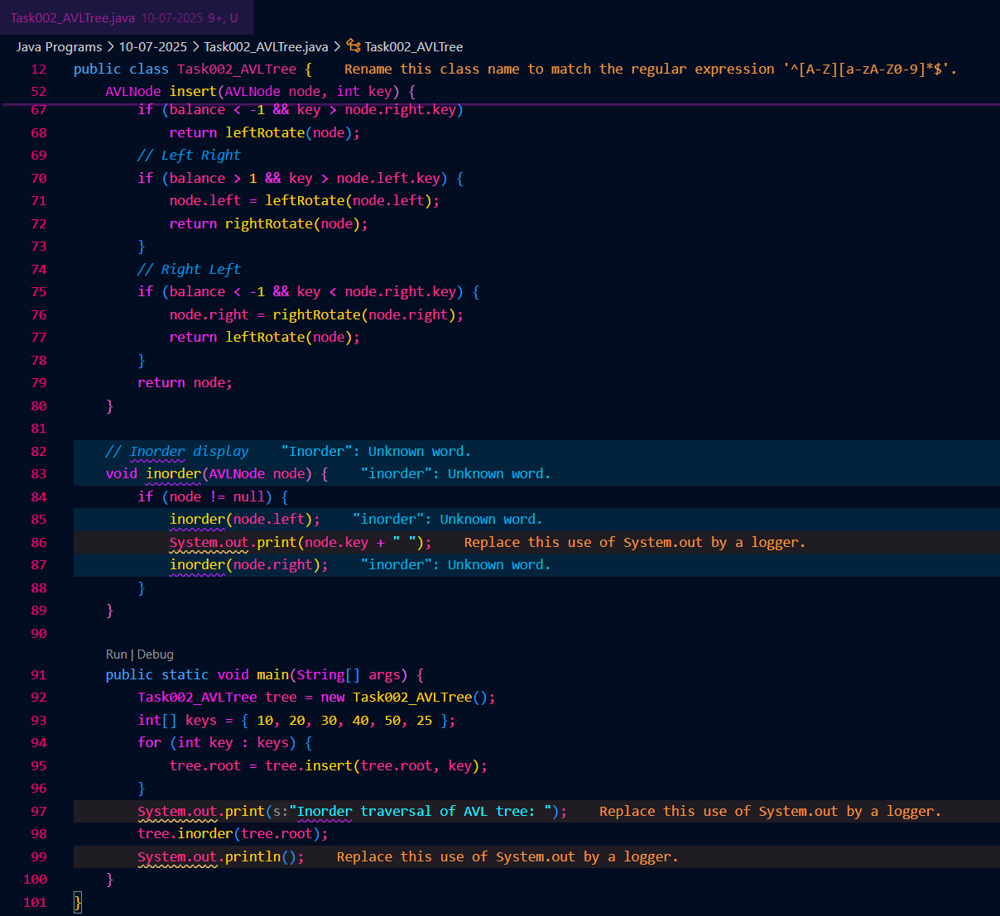 Task002_AVLTree.java 10-07-2025 9+, U
Java Programs > 10-07-2025 > Task002_AVLTree.java > Task002_AVLTree
12 public class Task002_AVLTree { Rename this class name to match the regular expression '^[A-Z][a-zA-Z0-9]*$'.
52 AVLNode insert(AVLNode node, int key) {
67 if (balance < -1 && key > node.right.key)
68 return leftRotate(node);
69 // Left Right
70 if (balance > 1 && key > node.left.key) {
71 node.left = leftRotate(node.left);
72 return rightRotate(node);
73 }
74 // Right Left
75 if (balance < -1 && key < node.right.key) {
76 node.right = rightRotate(node.right);
77 return leftRotate(node);
78 }
79 return node;
80 }
81
82 // Inorder display "Inorder": Unknown word.
83 void inorder(AVLNode node) { "inorder": Unknown word.
84 if (node != null) {
85 inorder(node.left); "inorder": Unknown word.
86 System.out.print(node.key + " "); Replace this use of System.out by a logger.
87 inorder(node.right); "inorder": Unknown word.
88 }
89 }
90
Run | Debug
91 public static void main(String[] args) {
92 Task002_AVLTree tree = new Task002_AVLTree();
93 int[] keys = { 10, 20, 30, 40, 50, 25 };
94 for (int key : keys) {
95 tree.root = tree.insert(tree.root, key);
96 }
97 System.out.print(s:"Inorder traversal of AVL tree: "); Replace this use of System.out by a logger.
98 tree.inorder(tree.root);
99 System.out.println(); Replace this use of System.out by a logger.
100 }
101 }